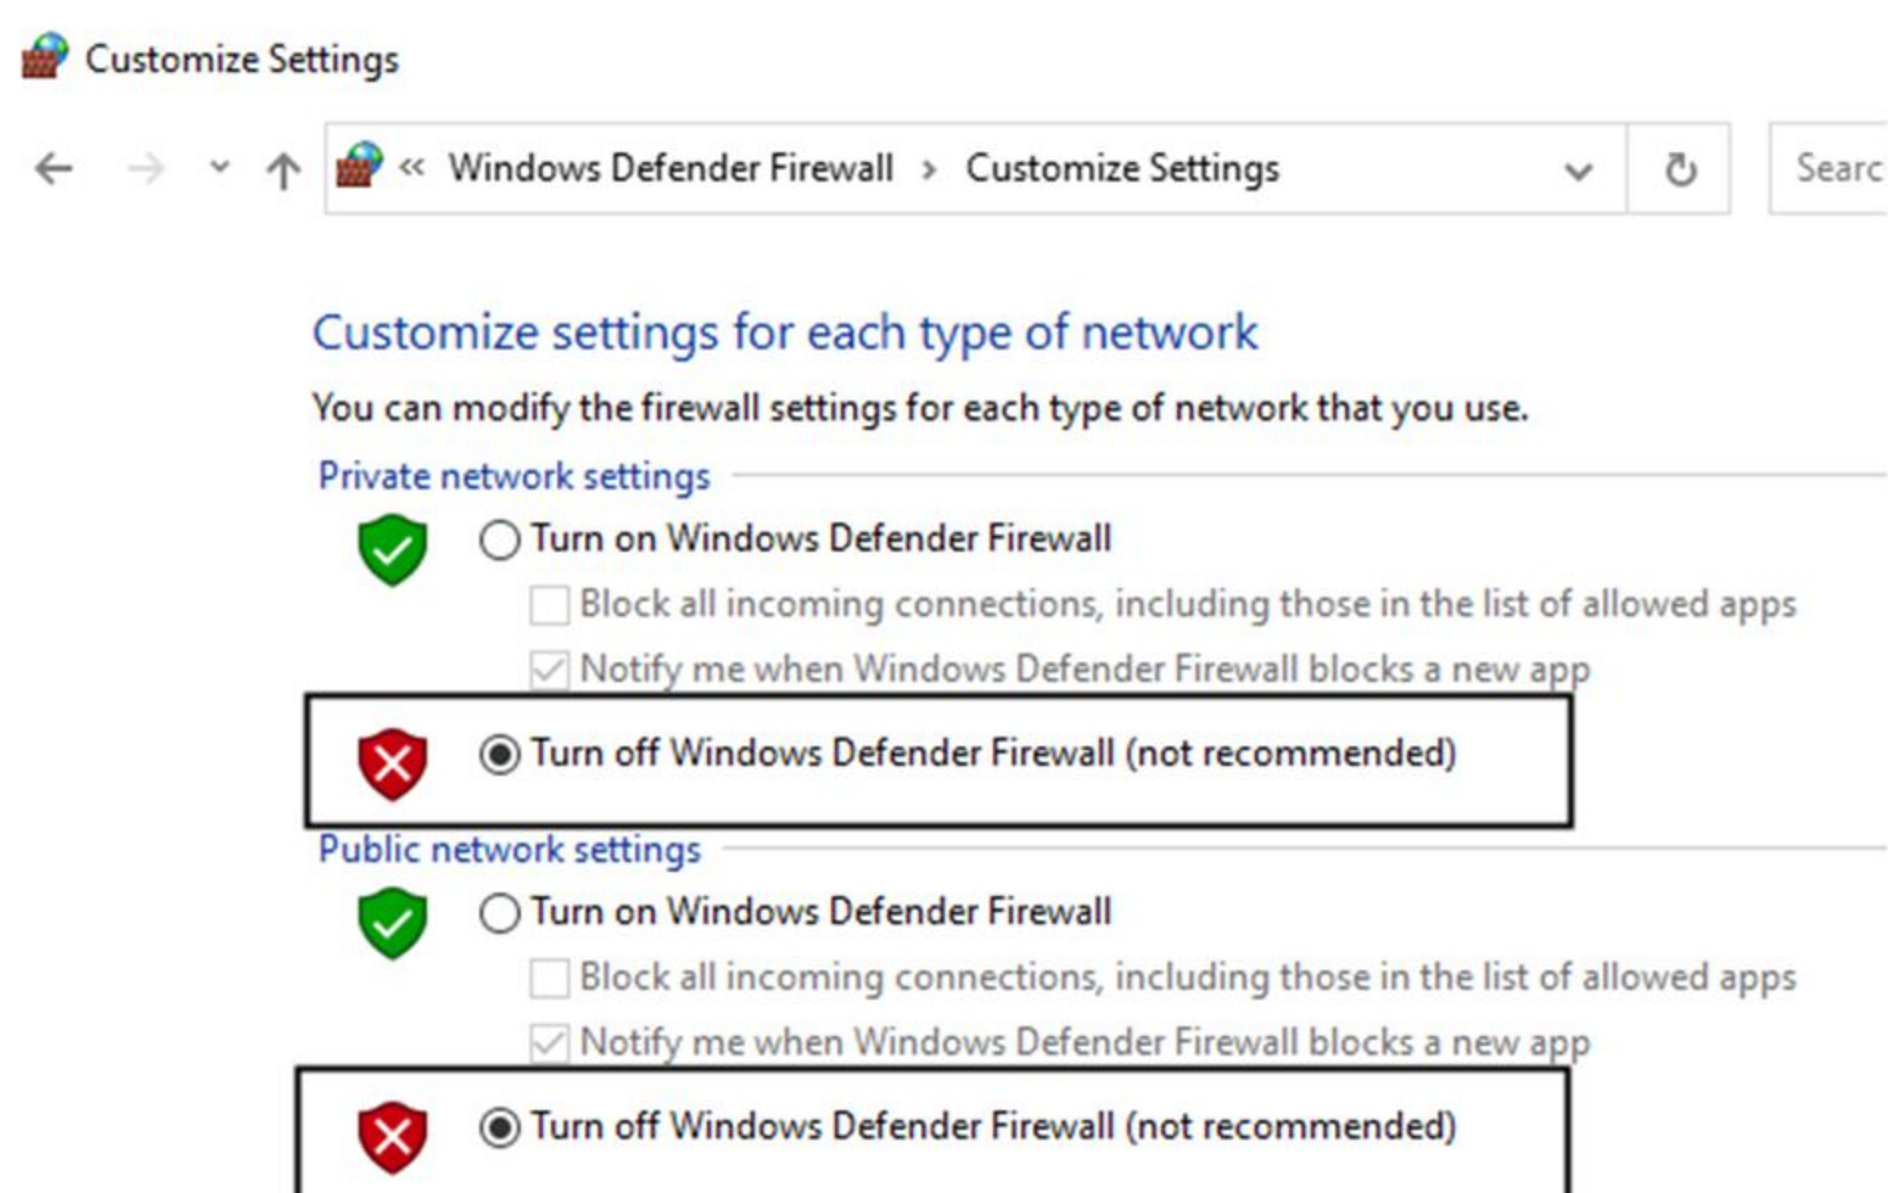 Customize Settings
« Windows Defender Firewall › Customize Settings
Searc
Customize settings for each type of network
You can modify the firewall settings for each type of network that you use.
Private network settings
Turn on Windows Defender Firewall
Block all incoming connections, including those in the list of allowed apps
Notify me when Windows Defender Firewall blocks a new app
Turn off Windows Defender Firewall (not recommended)
Public network settings
Turn on Windows Defender Firewall
Block all incoming connections, including those in the list of allowed apps
Notify me when Windows Defender Firewall blocks a new app
Turn off Windows Defender Firewall (not recommended)